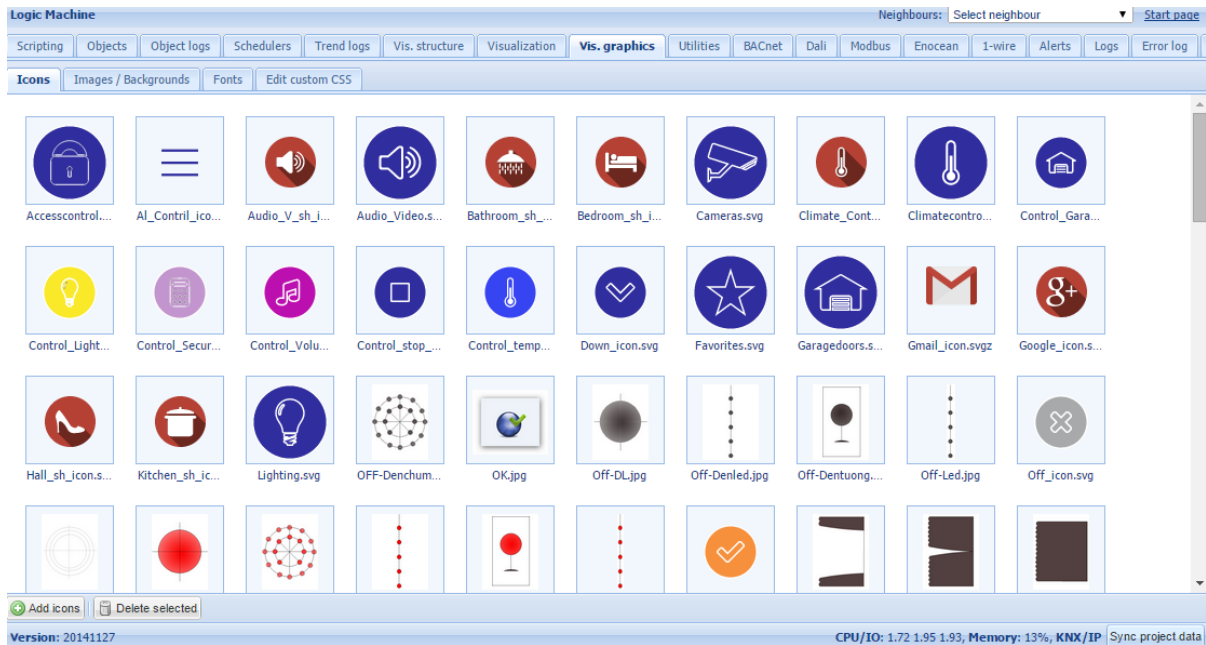 Logic Machine Neighbours: Select neighbour Start page
Scripting Objects Object logs Schedulers Trend logs Vis. structure Visualization Vis. graphics Utilities BACnet Dali Modbus Enocean 1-wire Alerts Logs Error log
Icons Images / Backgrounds Fonts Edit custom CSS
Accesscontrol.... Al_Contril_ico... Audio_V_sh_i... Audio_Video.s... Bathroom_sh_... Bedroom_sh_i... Cameras.svg Climate_Cont... Climatecontro... Control_Gara...
g+
Control_Light... Control_Secur... Control_Volu... Control_stop_... Control_temp... Down_icon.svg Favorites.svg Garagedoors.s... Gmail_icon.svgz Google_icon.s...
Hall_sh_icon.s... Kitchen_sh_ic... Lighting.svg OFF-Denchum... OK.jpg Off-DL.jpg Off-Denled.jpg Off-Dentuong.... Off-Led.jpg Off_icon.svg
Add icons Delete selected
Version: 20141127 CPU/IO: 1.72 1.95 1.93, Memory: 13%, KNX/IP Sync project data